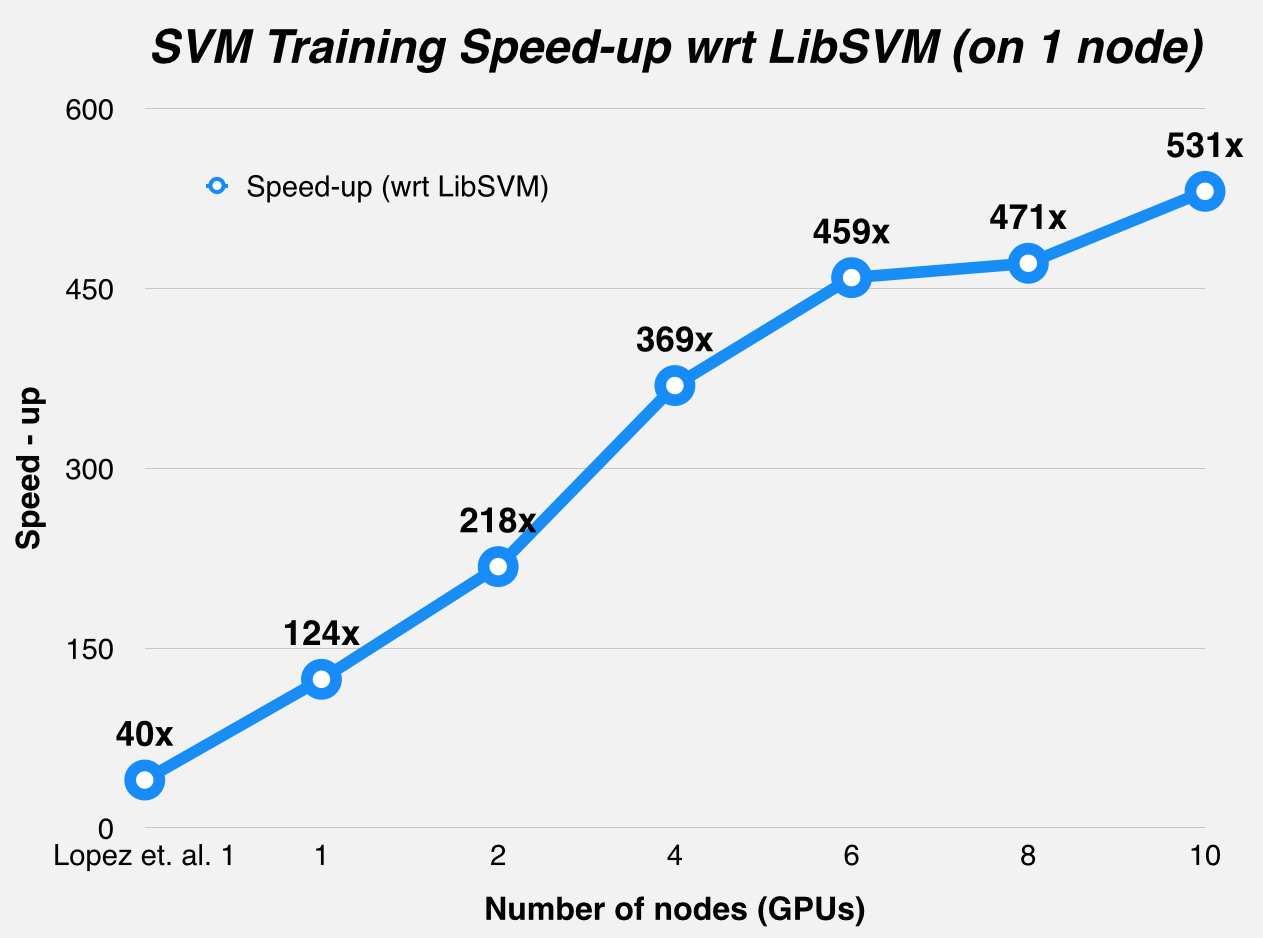 SVM Training Speed-up wrt LibSVM (on 1 node)
600
531x
Speed-up (wrt LibSVM)
471x
459x
450
369x
Speed - up
300
218x
150
124x
40x
0
Lopez et. al. 1 1 2 4 6 8 10
Number of nodes (GPUs)